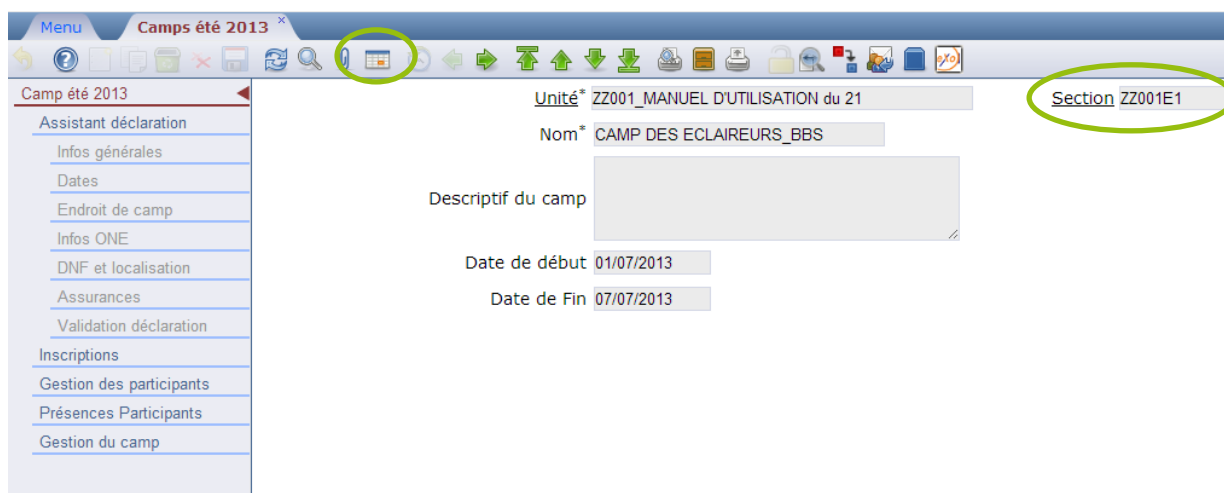 Menu
Camps été 2013 ×
Camp été 2013
Assistant déclaration
Infos générales
Dates
Endroit de camp
Infos ONE
DNF et localisation
Assurances
Validation déclaration
Inscriptions
Gestion des participants
Présences Participants
Gestion du camp
Unité* ZZ001_MANUEL D'UTILISATION du 21
Section ZZ001E1
Nom* CAMP DES ECLAIREURS_BBS
Descriptif du camp
Date de début 01/07/2013
Date de Fin 07/07/2013